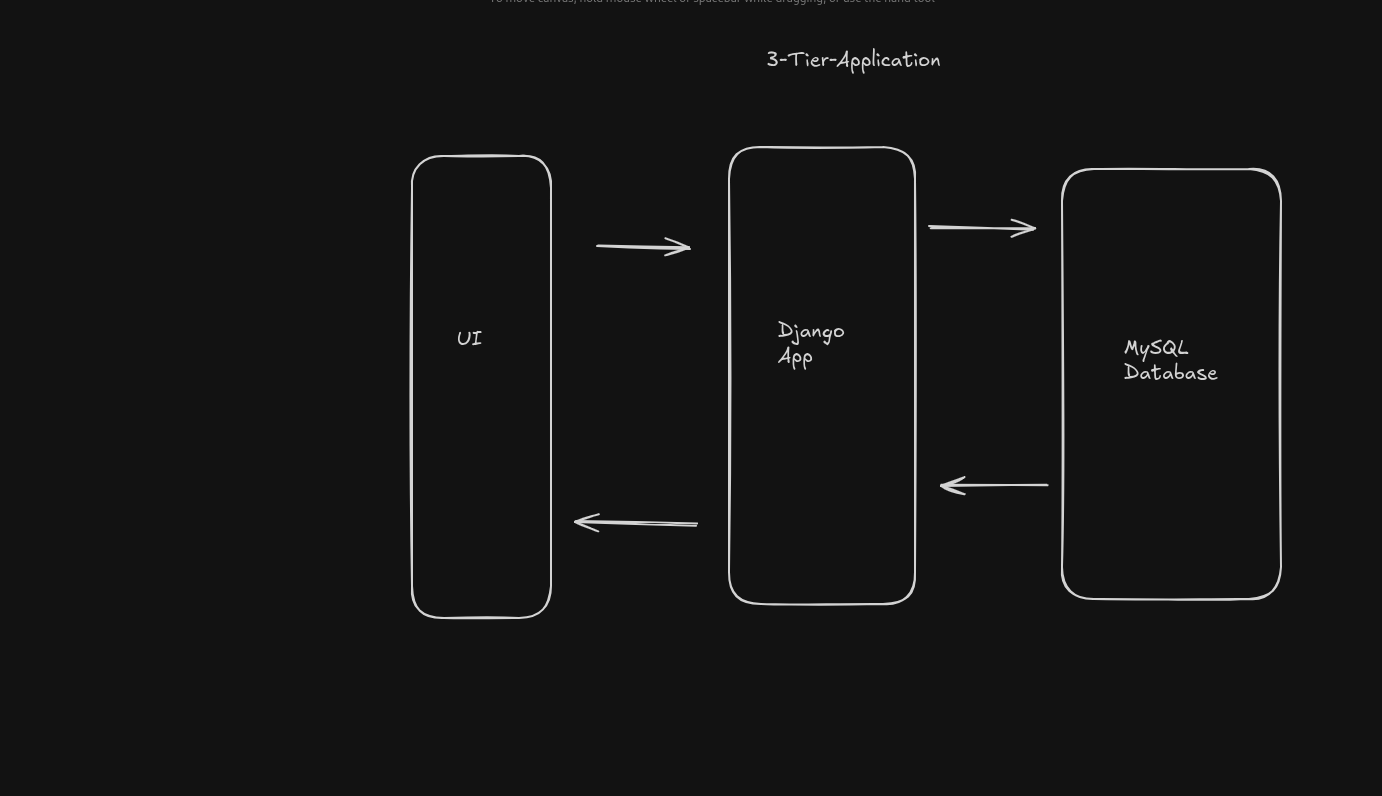 To move canvas, hold mouse wheel or spacebar while dragging, or use the hand tool
3-Tier-Application
UI
Django
App
MySQL
Database